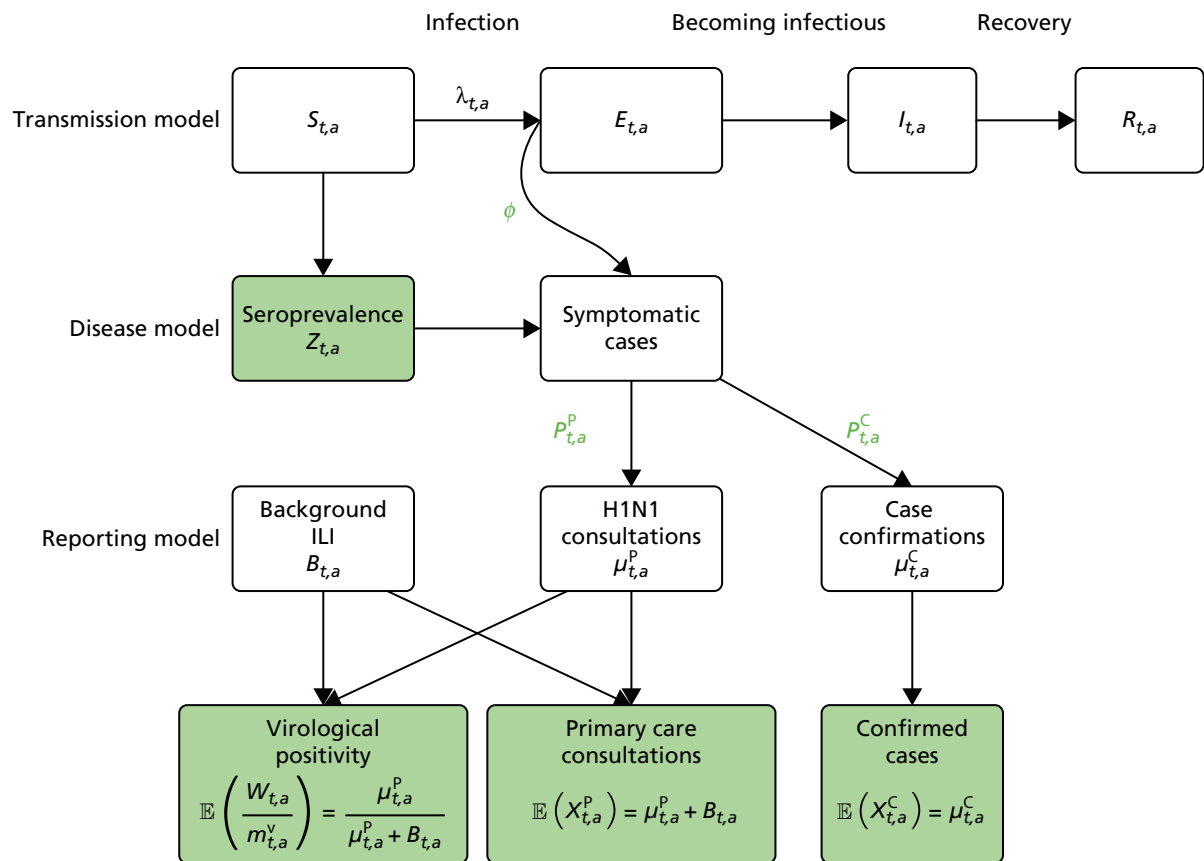 Infection Becoming infectious Recovery
Transmission model
S_{t,a}
λ_{t,a}
E_{t,a}
I_{t,a}
R_{t,a}
ϕ
Disease model
Seroprevalence
Z_{t,a}
Symptomatic
cases
P^P_{t,a}
P^C_{t,a}
Reporting model
Background
ILI
B_{t,a}
H1N1
consultations
μ^P_{t,a}
Case
confirmations
μ^C_{t,a}
Virological
positivity
𝔼(W_{t,a}/m^v_{t,a}) = μ^P_{t,a}/(μ^P_{t,a} + B_{t,a})
Primary care
consultations
𝔼(X^P_{t,a}) = μ^P_{t,a} + B_{t,a}
Confirmed
cases
𝔼(X^C_{t,a}) = μ^C_{t,a}